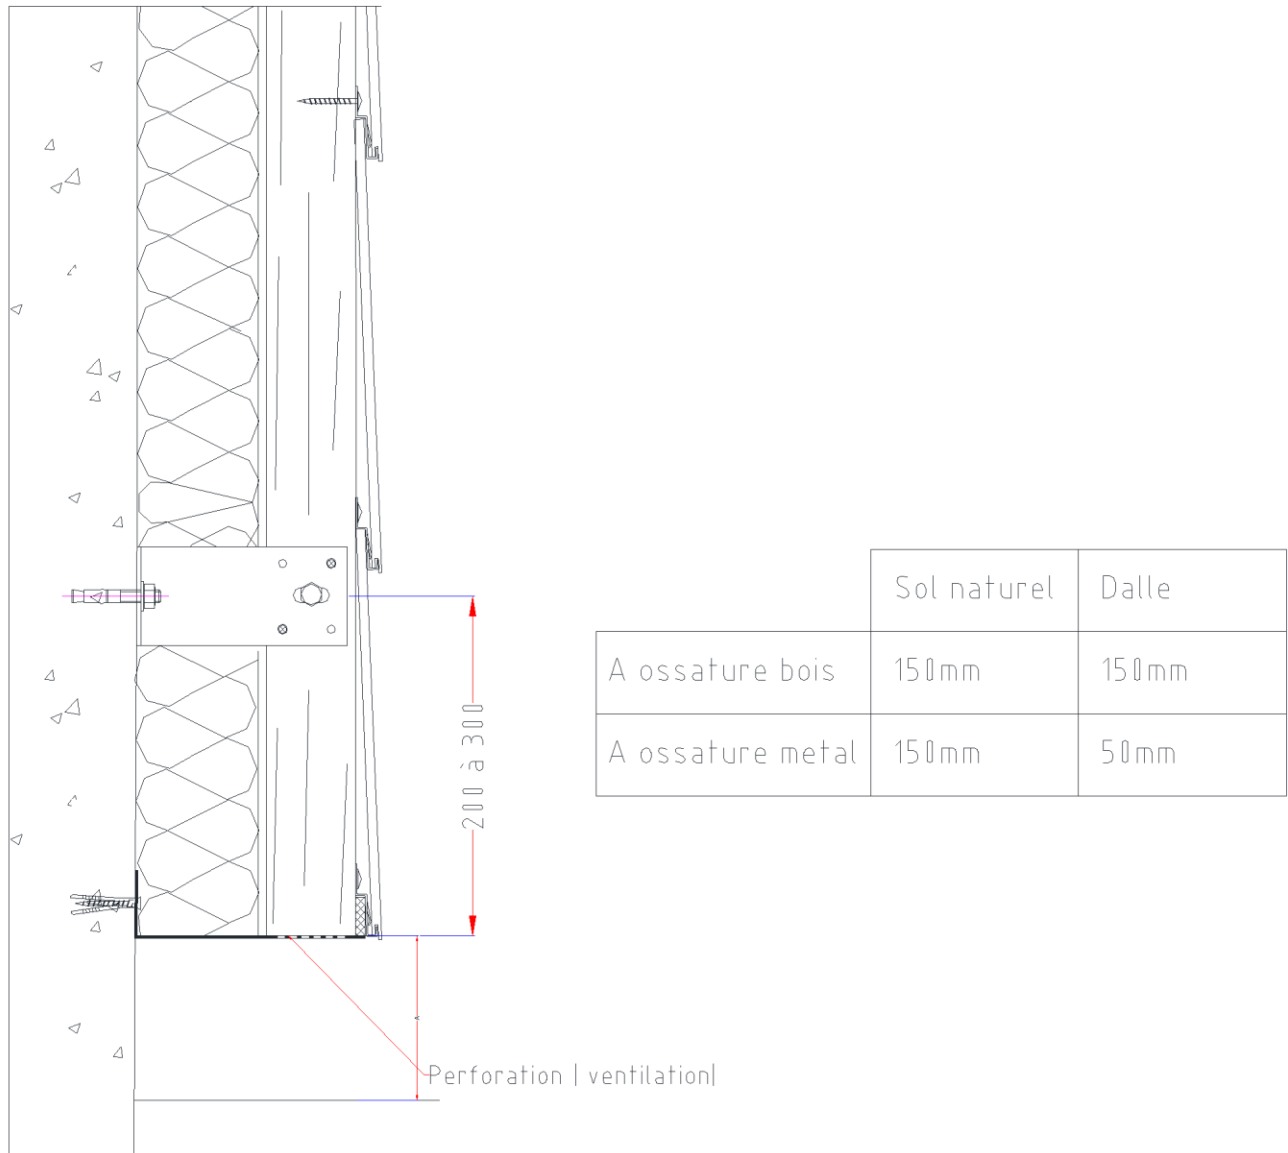 Sol naturel Dalle
A ossature bois 150mm 150mm
A ossature metal 150mm 50mm
200 à 300
A
Perforation | ventilation|